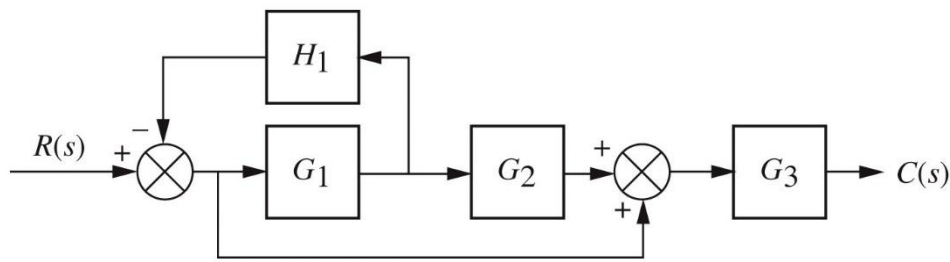 H1
−
R(s) + G1 G2 + G3 C(s)
+